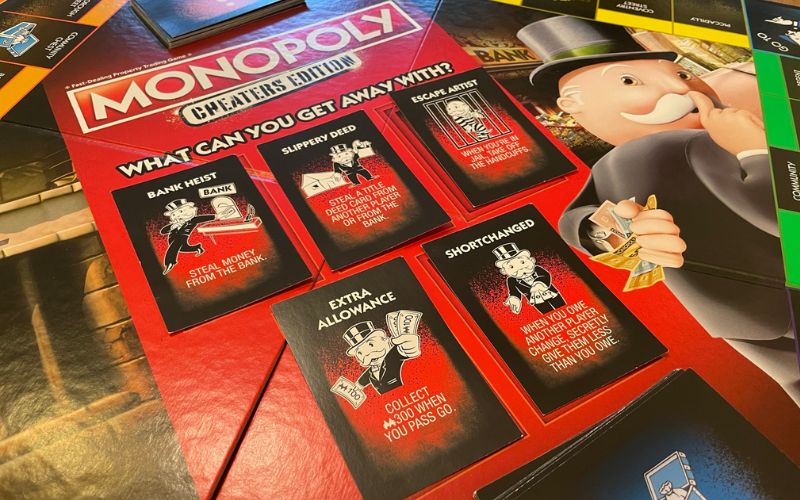 COMMUNITY
CHEST
Fast-Dealing Property Trading Game
MONOPOLY
CHEATERS EDITION
WHAT CAN YOU GET AWAY WITH?
BANK HEIST
BANK
STEAL MONEY
FROM THE BANK.
SLIPPERY DEED
STEAL A TITLE
DEED CARD FROM
ANOTHER PLAYER
OR FROM THE
BANK.
ESCAPE ARTIST
WHEN YOU'RE IN
JAIL, TAKE OFF
THE HANDCUFFS.
EXTRA
ALLOWANCE
100
COLLECT
M300 WHEN
YOU PASS GO.
SHORTCHANGED
WHEN YOU OWE
ANOTHER PLAYER
CHANGE, SECRETLY
GIVE THEM LESS
THAN YOU OWE.
BANK
COVENTRY
STREET
PICCADILLY
GO TO
COMMUNITY